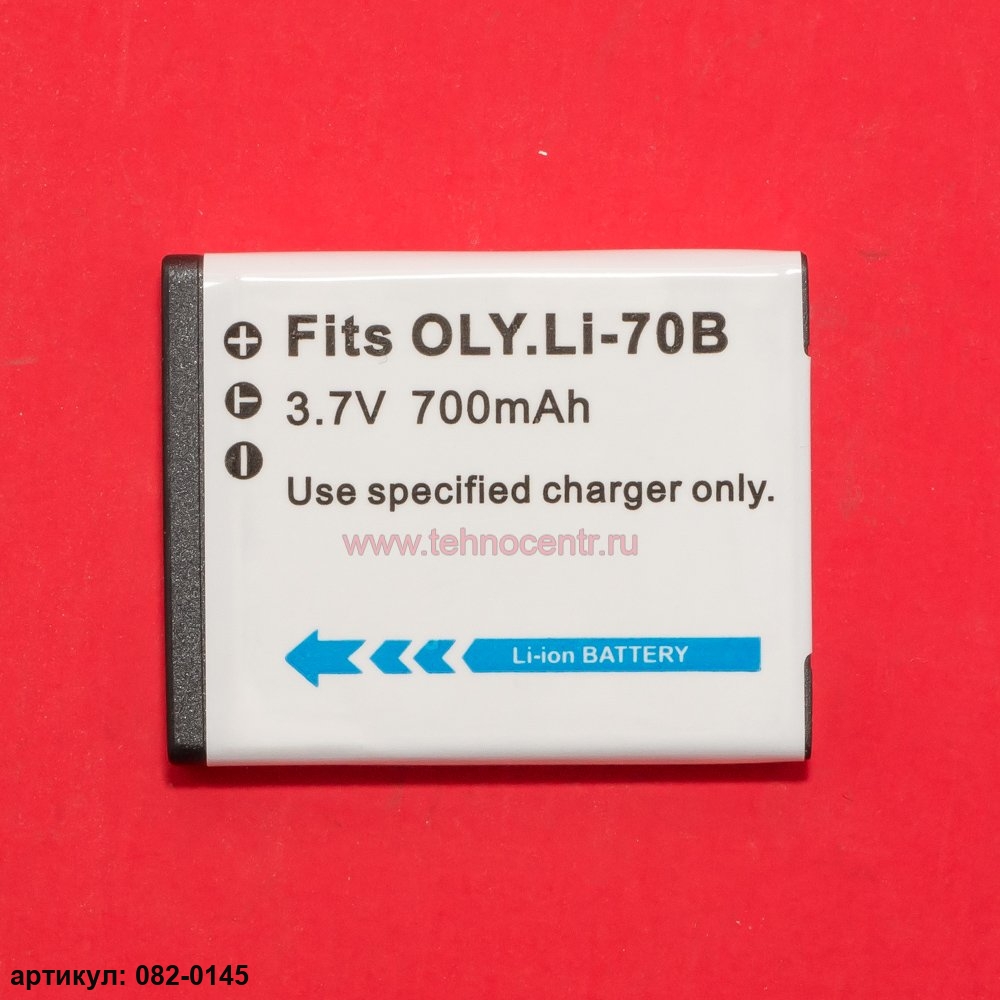 Fits OLY.Li-70B
3.7V 700mAh
Use specified charger only.
www.tehnocentr.ru
Li-ion BATTERY
артикул: 082-0145